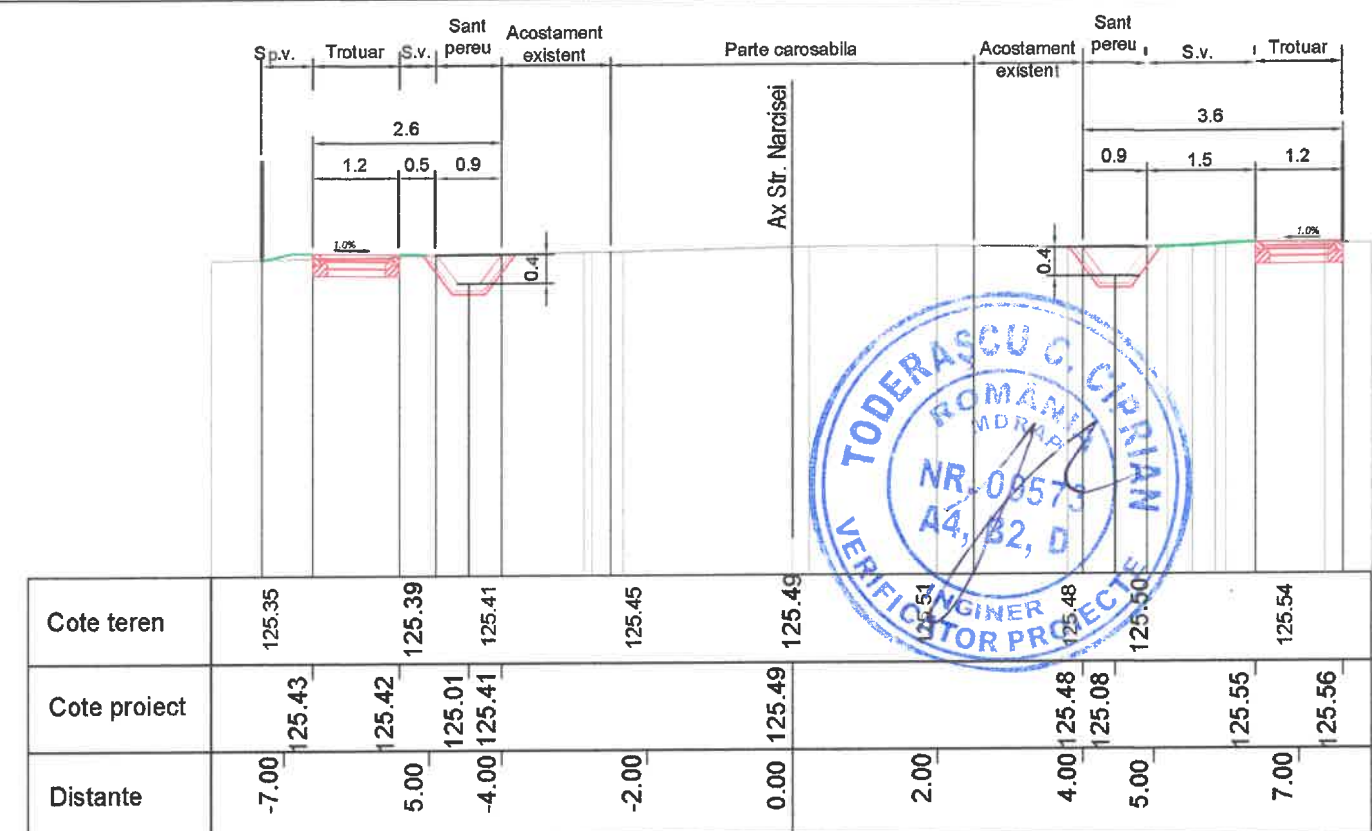 Sp.v.
Trotuar
S.v.
Sant
pereu
Acostament
existent
Parte carosabila
Acostament
existent
Sant
pereu
S.v.
Trotuar
2.6
1.2
0.5
0.9
3.6
0.9
1.5
1.2
Ax Str. Narcisei
1.0%
0.4
0.4
1.0%
TODERASCU C. CIPRIAN
ROMÂNIA
MDRAP
A4, B2, D
INGINER
VERIFICATOR PROIECTE
Cote teren 125.35 125.39 125.41 125.45 125.49 125.51 125.48 125.50 125.54
Cote proiect 125.43 125.42 125.01 125.41 125.49 125.48 125.08 125.55 125.56
Distante -7.00 5.00 -4.00 -2.00 0.00 2.00 4.00 5.00 7.00